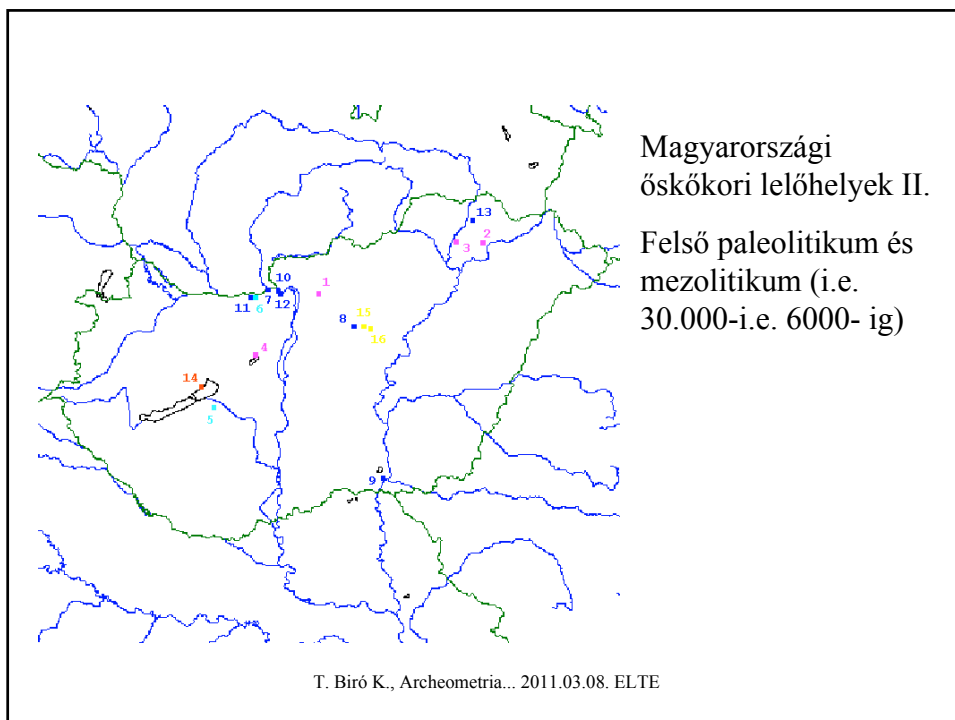 Magyarországi
őskőkori lelőhelyek II.
Felső paleolitikum és
mezolitikum (i.e.
30.000-i.e. 6000- ig)
13
2
3
10
1
7
12
11
6
8
15
16
4
14
5
9
T. Biró K., Archeometria... 2011.03.08. ELTE